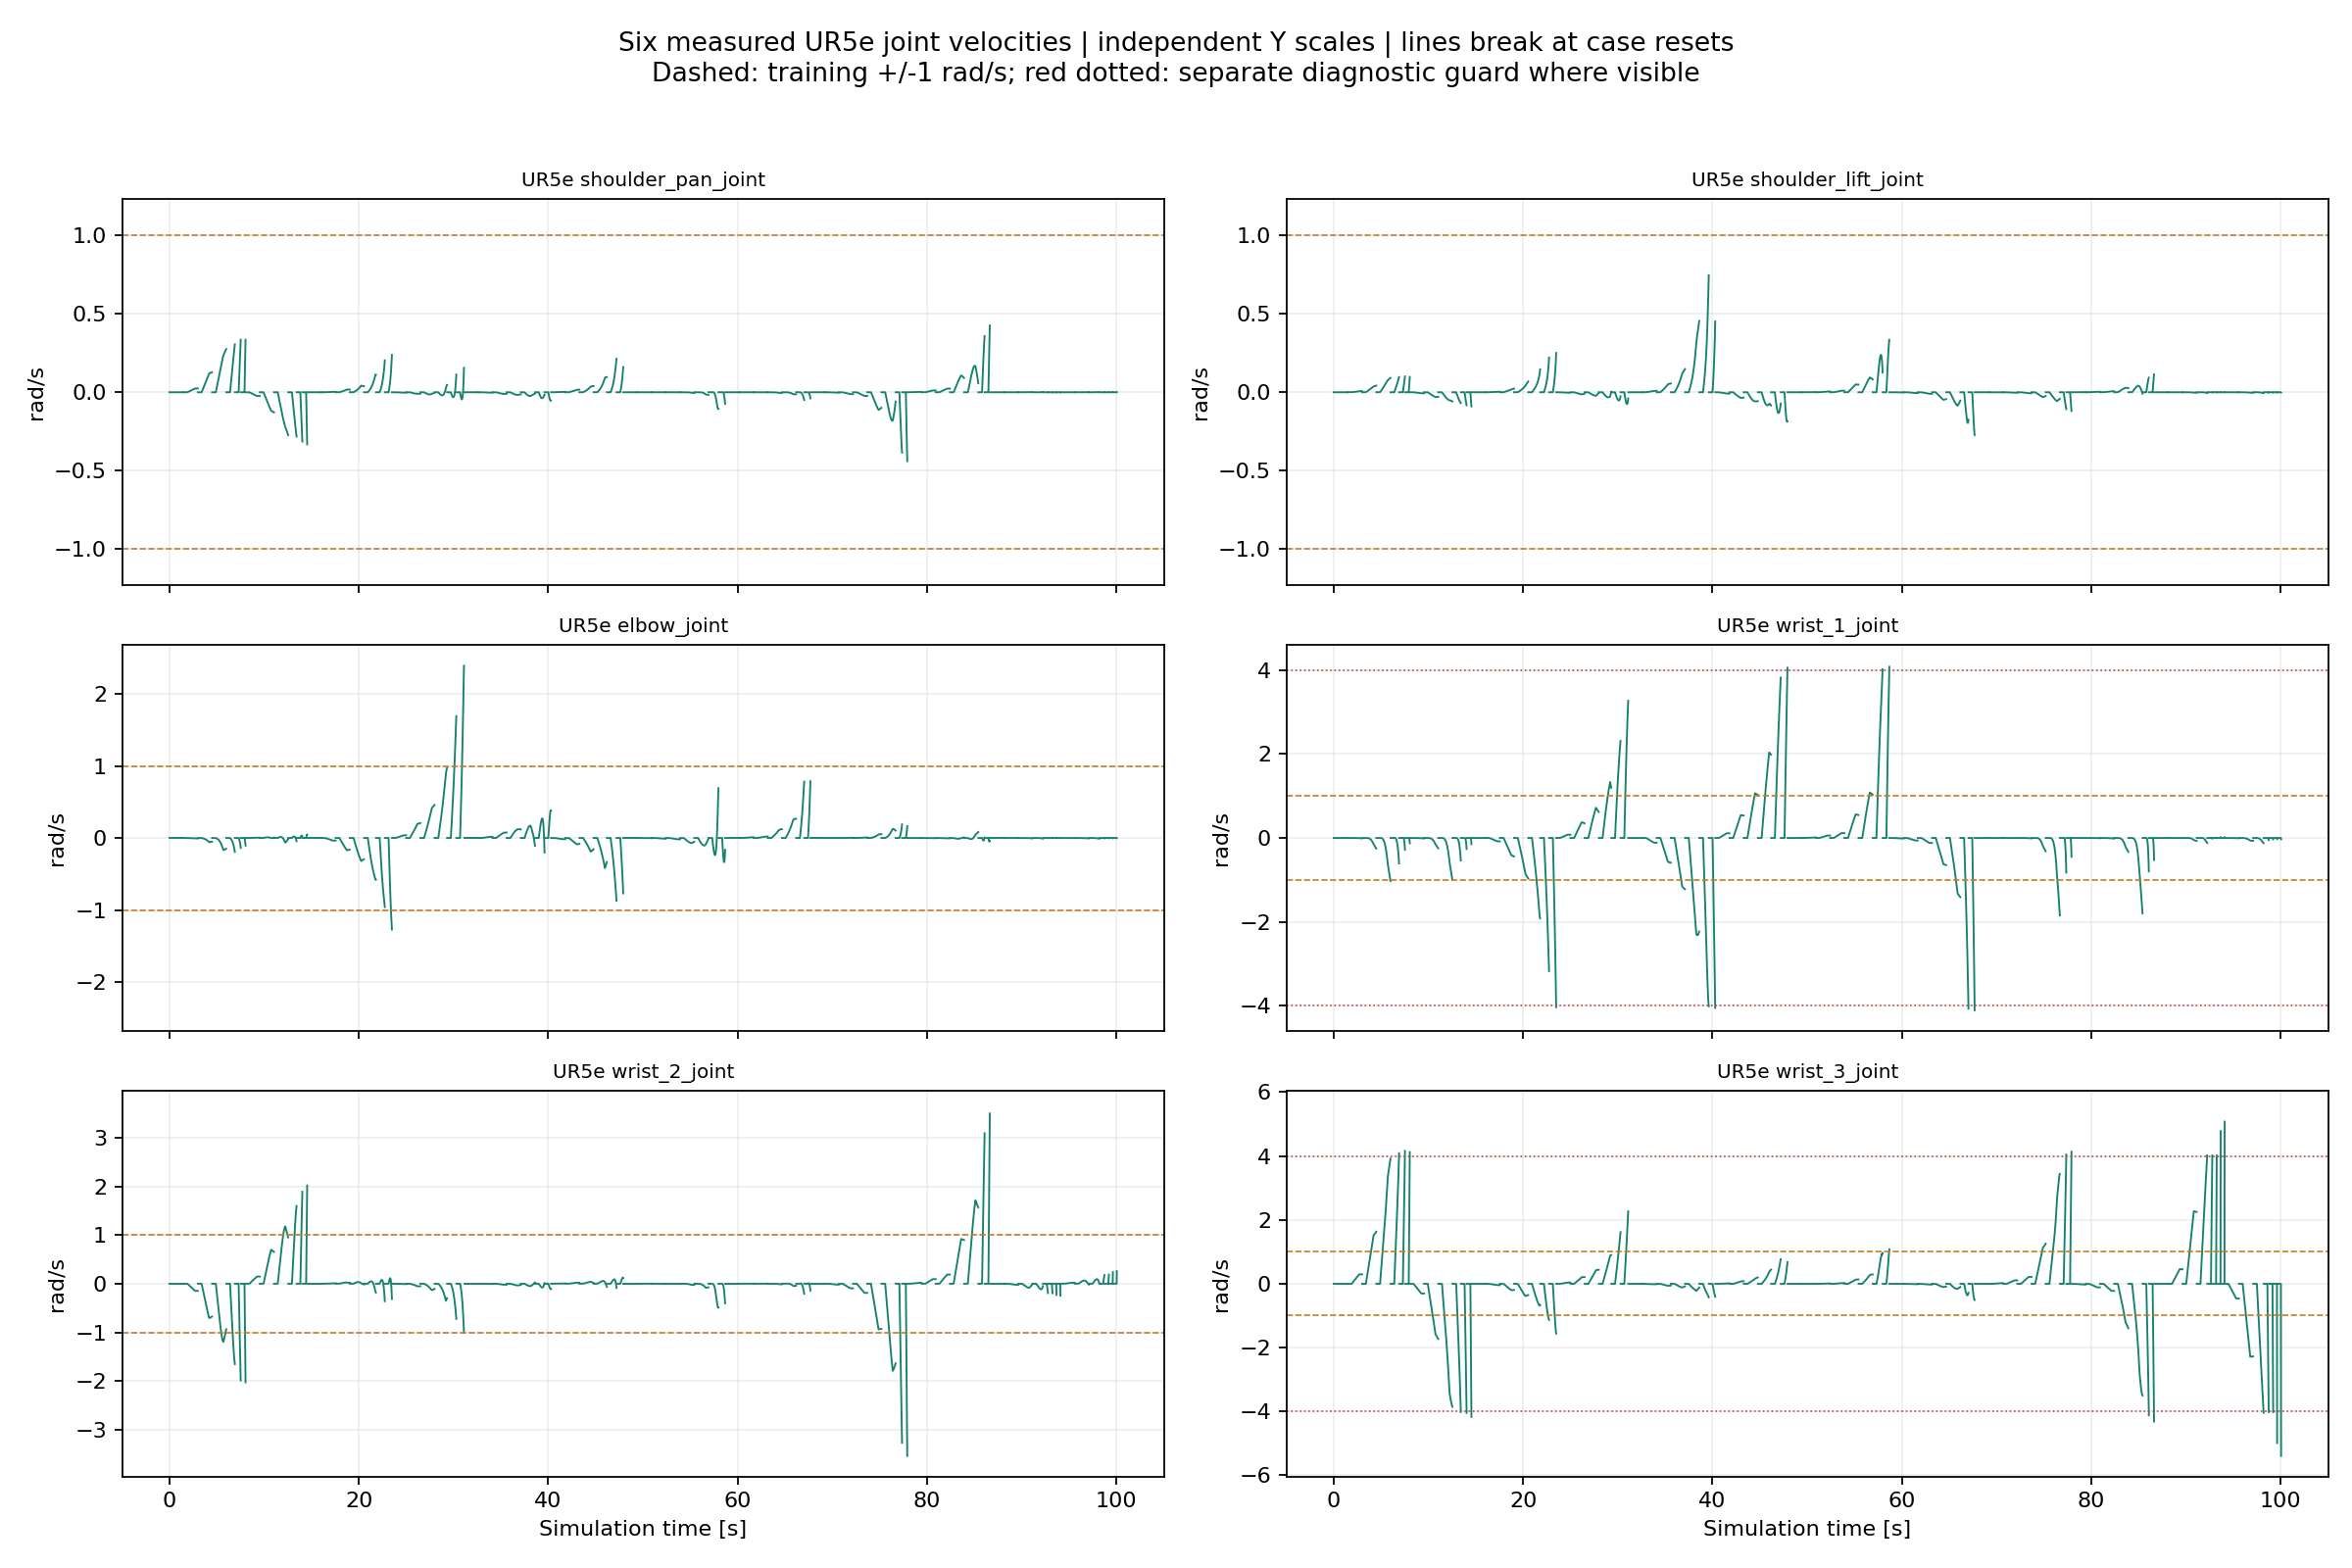 Six measured UR5e joint velocities | independent Y scales | lines break at case resets
Dashed: training +/-1 rad/s; red dotted: separate diagnostic guard where visible
UR5e shoulder_pan_joint
1.0
0.5
0.0
−0.5
−1.0
rad/s
UR5e shoulder_lift_joint
1.0
0.5
0.0
−0.5
−1.0
rad/s
UR5e elbow_joint
2
1
0
−1
−2
rad/s
UR5e wrist_1_joint
4
2
0
−2
−4
rad/s
UR5e wrist_2_joint
3
2
1
0
−1
−2
−3
rad/s
0 20 40 60 80 100
Simulation time [s]
UR5e wrist_3_joint
6
4
2
0
−2
−4
−6
rad/s
0 20 40 60 80 100
Simulation time [s]